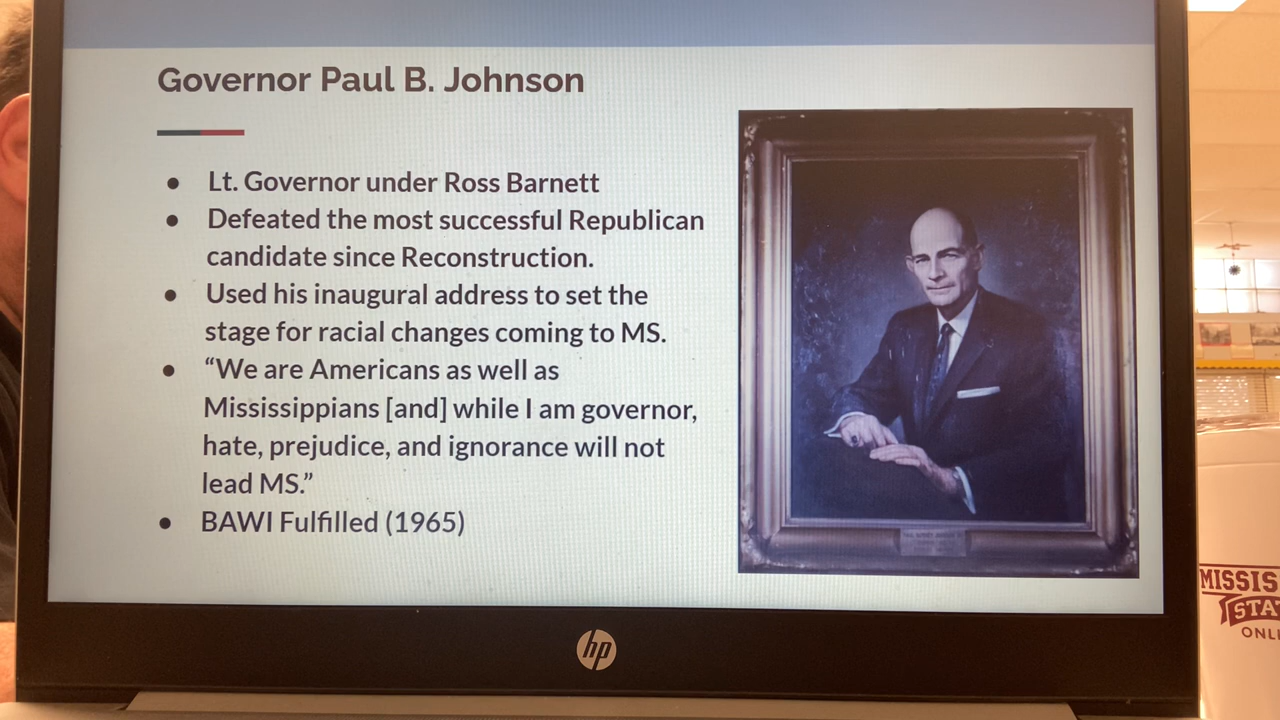 Governor Paul B. Johnson
● Lt. Governor under Ross Barnett
● Defeated the most successful Republican
candidate since Reconstruction.
● Used his inaugural address to set the
stage for racial changes coming to MS.
● “We are Americans as well as
Mississippians [and] while I am governor,
hate, prejudice, and ignorance will not
lead MS.”
● BAWI Fulfilled (1965)
hp
MISSIS
STA
ONL